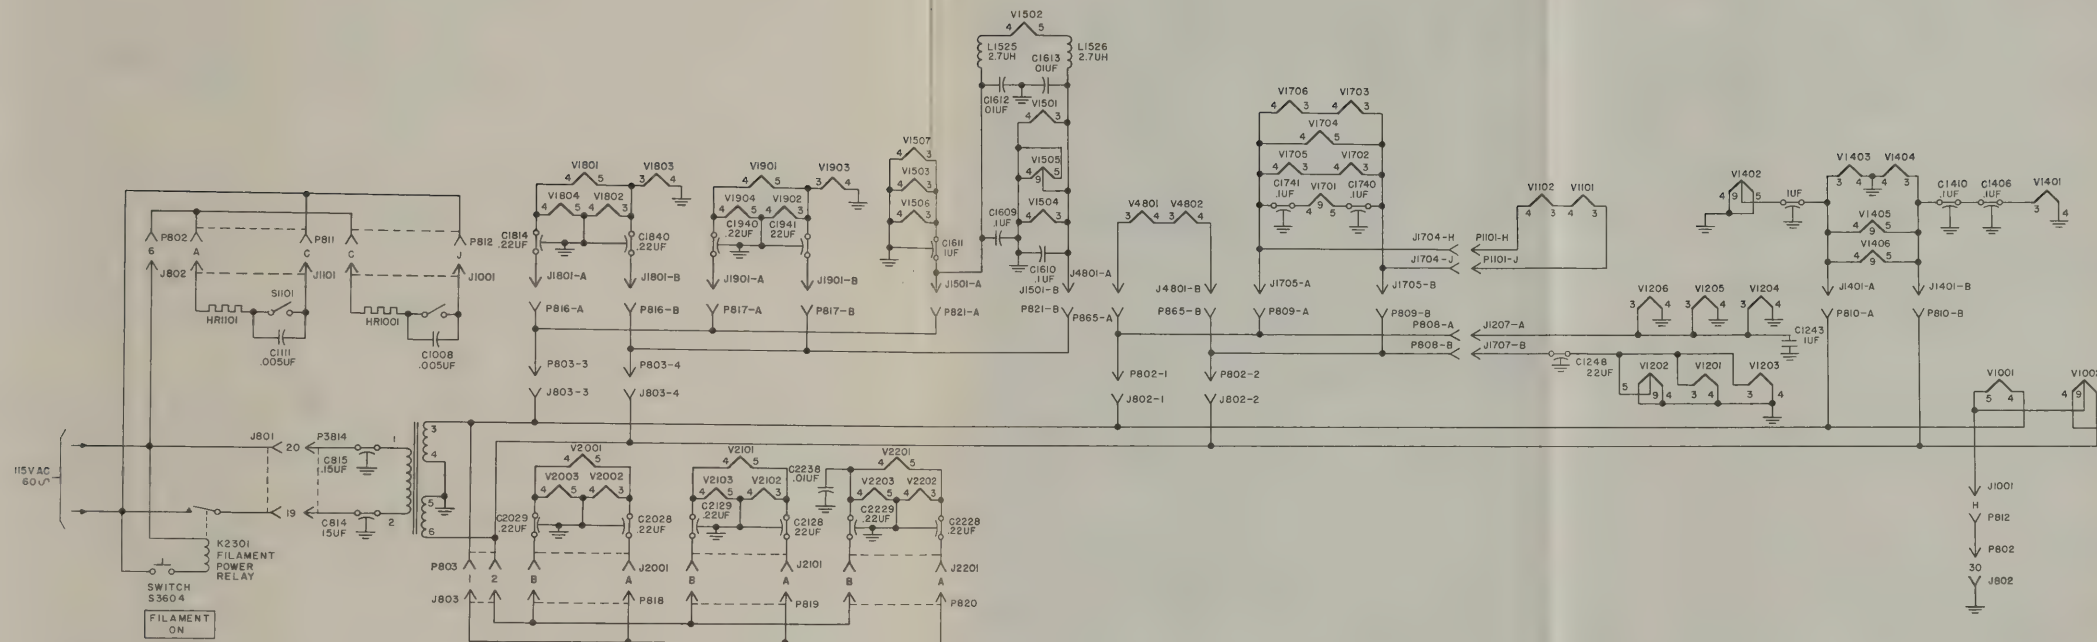 V1502
4 5
L1525
2.7UH
L1526
2.7UH
C1613
.01UF
C1612
.01UF
V1501
4 3
V1505
4 9 5
V1504
4 3
C1609
.1UF
C1610
.1UF
V1507
4 3
V1503
4 3
V1506
4 3
C1611
.1UF
J1501-A
P821-A
J1501-B
P821-B
P802
A
6
J802
A
P811
C
C
P812
J
C
J1101
C
J
J1001
S1101
HR1101
C1111
.005UF
HR1001
C1008
.005UF
V1801
4 5
V1803
3 4
V1804
4 5
V1802
4 3
C1814
.22UF
C1840
.22UF
J1801-A
J1801-B
P816-A
P816-B
P803-3
P803-4
J803-3
J803-4
V1901
4 5
V1903
3 4
V1904
4 5
V1902
4 3
C1940
.22UF
C1941
.22UF
J1901-A
J1901-B
P817-A
P817-B
V4801
3 4
V4802
3 4
J4801-A
J4801-B
P865-A
P865-B
P802-1
P802-2
J802-1
J802-2
V1706
4 3
V1703
4 3
V1704
4 5
V1705
4 3
V1702
4 3
C1741
.1UF
V1701
4 9 5
C1740
.1UF
J1705-A
J1705-B
P809-A
P809-B
J1704-H
P1101-H
J1704-J
P1101-J
V1102
4 3
V1101
4 3
P808-A
J1207-A
P808-B
J1707-B
C1248
22UF
V1206
3 4
V1205
3 4
V1204
3 4
C1243
1UF
V1202
5 9 4
V1201
3 4
V1203
3 4
V1402
4 9 5
.1UF
V1403
3 4
V1404
4 3
V1405
4 9 5
V1406
4 9 5
C1410
.1UF
C1406
.1UF
V1401
3 4
J1401-A
J1401-B
P810-A
P810-B
V1001
5 4
V1002
4 9 5
J1001
H
P812
P802
30
J802
115VAC
60∿
J801
20
P3814
C815
.15UF
19
C814
15UF
1
2
3
4
5
6
K2301
FILAMENT
POWER
RELAY
SWITCH
S3604
FILAMENT
ON
P803
1 2
J803
V2001
4 5
V2003
4 5
V2002
4 3
C2029
.22UF
C2028
.22UF
B A
J2001
P818
V2101
4 5
V2103
4 5
V2102
4 3
C2129
.22UF
C2128
.22UF
B A
J2101
P819
C2238
.01UF
V2201
4 5
V2203
4 5
V2202
4 3
C2229
.22UF
C2228
.22UF
B A
J2201
P820